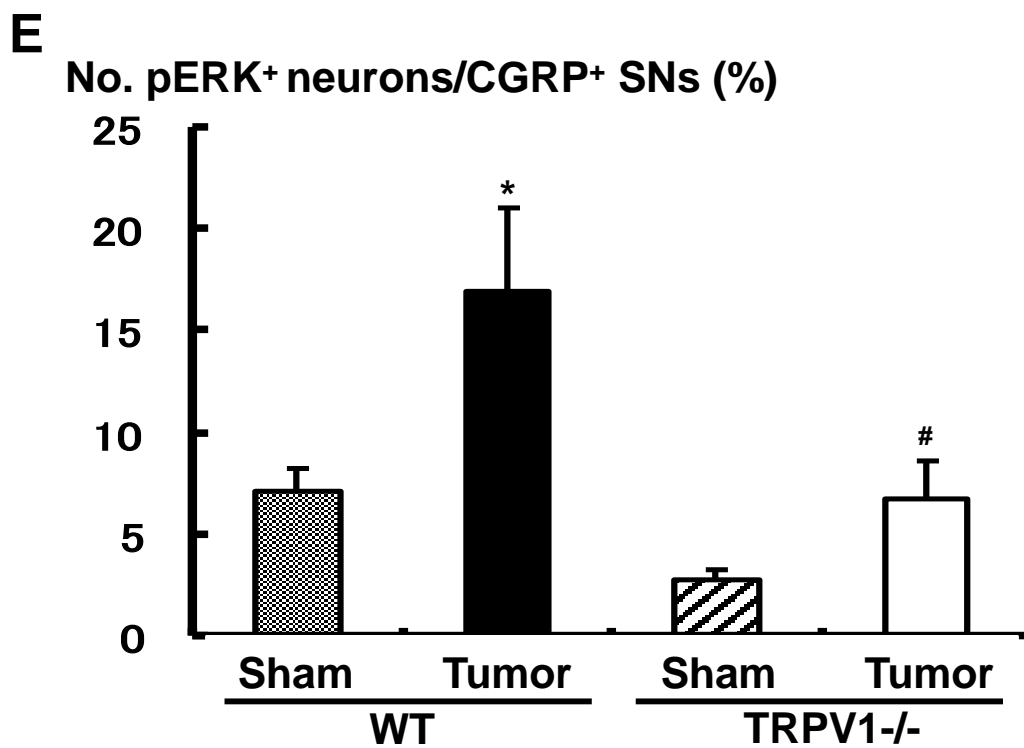 E
No. pERK+ neurons/CGRP+ SNs (%)
25
*
20
15
10
#
5
0
Sham Tumor Sham Tumor
WT TRPV1-/-